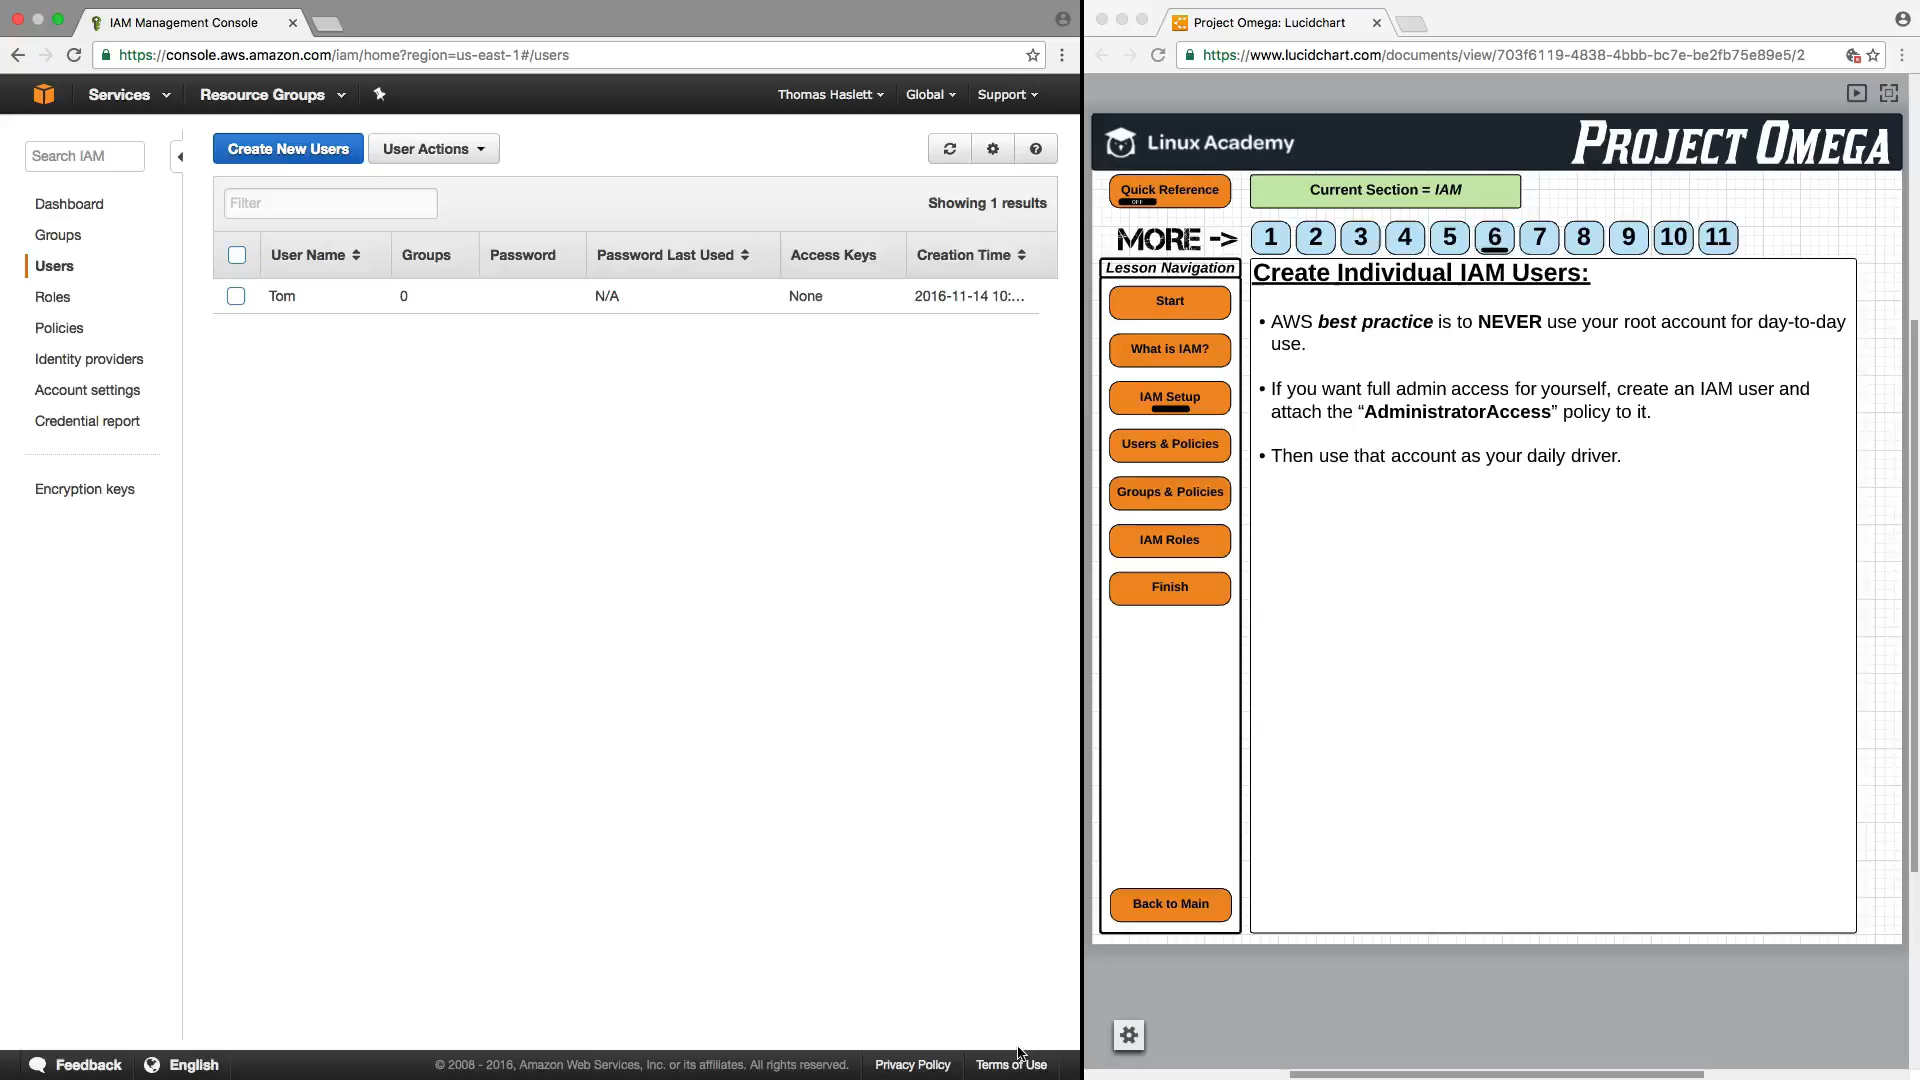 IAM Management Console
https://console.aws.amazon.com/iam/home?region=us-east-1#/users
Services
Resource Groups
Thomas Haslett
Global
Support
Search IAM
Dashboard
Groups
Users
Roles
Policies
Identity providers
Account settings
Credential report
Encryption keys
Create New Users
User Actions
Filter
Showing 1 results
User Name Groups Password Password Last Used Access Keys Creation Time
Tom 0 N/A None 2016-11-14 10:...
Feedback
English
© 2008 - 2016, Amazon Web Services, Inc. or its affiliates. All rights reserved.
Privacy Policy
Terms of Use
Project Omega: Lucidchart
https://www.lucidchart.com/documents/view/703f6119-4838-4bbb-bc7e-be2fb75e89e5/2
Linux Academy
PROJECT OMEGA
Quick Reference
OFF
Current Section = IAM
MORE -> 1 2 3 4 5 6 7 8 9 10 11
Lesson Navigation
Start
What is IAM?
IAM Setup
Users & Policies
Groups & Policies
IAM Roles
Finish
Back to Main
Create Individual IAM Users:
• AWS best practice is to NEVER use your root account for day-to-day
use.
• If you want full admin access for yourself, create an IAM user and
attach the “AdministratorAccess” policy to it.
• Then use that account as your daily driver.